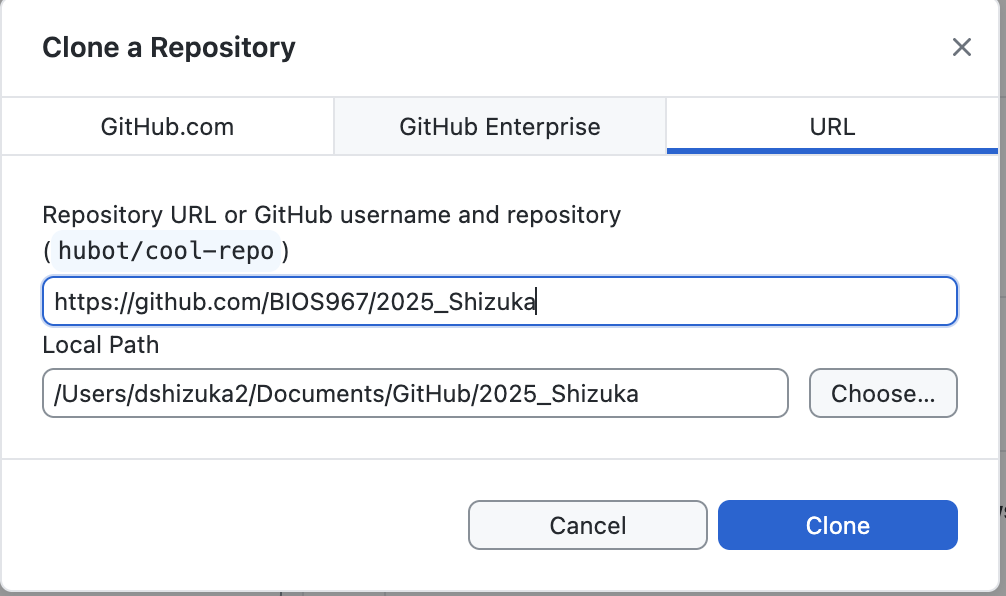 Clone a Repository
GitHub.com
GitHub Enterprise
URL
Repository URL or GitHub username and repository
(hubot/cool-repo)
https://github.com/BIOS967/2025_Shizuka
Local Path
/Users/dshizuka2/Documents/GitHub/2025_Shizuka
Choose...
Cancel
Clone